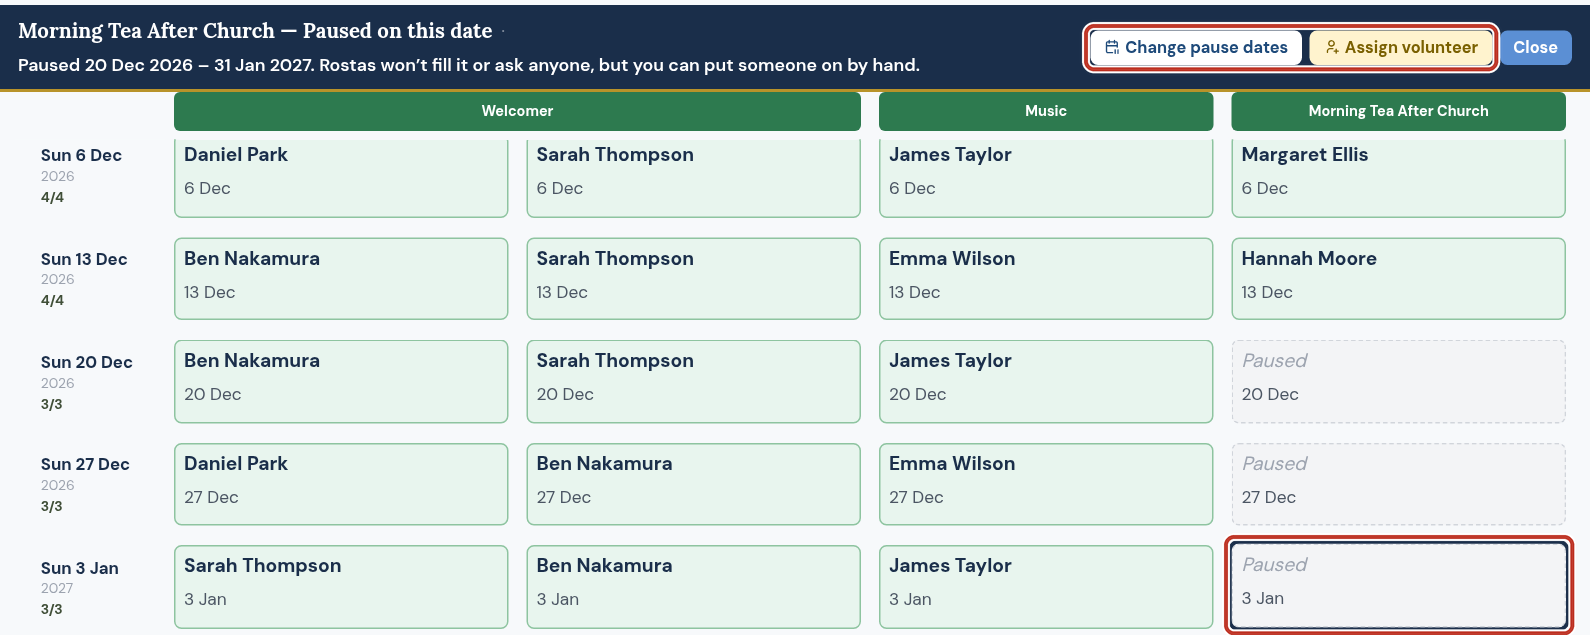 Morning Tea After Church — Paused on this date ·
Paused 20 Dec 2026 – 31 Jan 2027. Rostas won’t fill it or ask anyone, but you can put someone on by hand.
Change pause dates
Assign volunteer
Close
Welcomer
Music
Morning Tea After Church
Sun 6 Dec
2026
4/4
Daniel Park
6 Dec
Sarah Thompson
6 Dec
James Taylor
6 Dec
Margaret Ellis
6 Dec
Sun 13 Dec
2026
4/4
Ben Nakamura
13 Dec
Sarah Thompson
13 Dec
Emma Wilson
13 Dec
Hannah Moore
13 Dec
Sun 20 Dec
2026
3/3
Ben Nakamura
20 Dec
Sarah Thompson
20 Dec
James Taylor
20 Dec
Paused
20 Dec
Sun 27 Dec
2026
3/3
Daniel Park
27 Dec
Ben Nakamura
27 Dec
Emma Wilson
27 Dec
Paused
27 Dec
Sun 3 Jan
2027
3/3
Sarah Thompson
3 Jan
Ben Nakamura
3 Jan
James Taylor
3 Jan
Paused
3 Jan